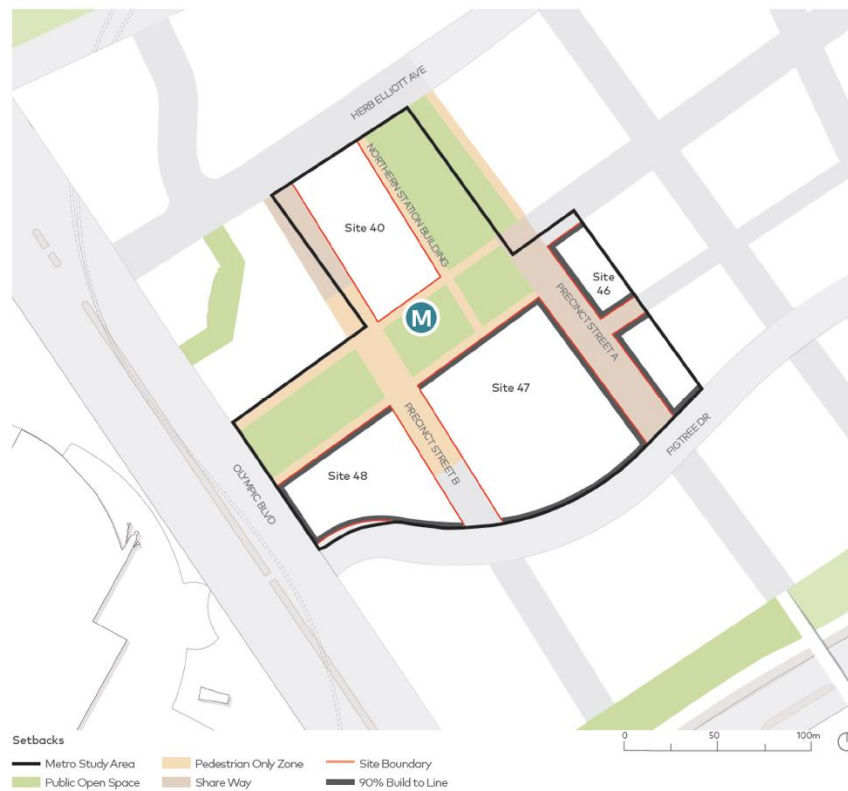 HERB ELLIOTT AVE
NORTHERN STATION BUILDING
Site 40
Site
46
M
PRECINCT STREET A
Site 47
PRECINCT STREET B
Site 48
FIGTREE DR
OLYMPIC BLVD
Setbacks
0 50 100m
Metro Study Area
Pedestrian Only Zone
Site Boundary
Public Open Space
Share Way
90% Build to Line